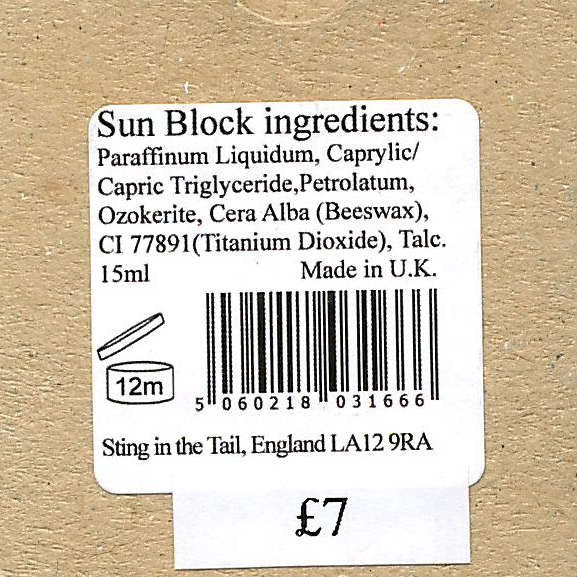 Sun Block ingredients:
Paraffinum Liquidum, Caprylic/
Capric Triglyceride,Petrolatum,
Ozokerite, Cera Alba (Beeswax),
CI 77891(Titanium Dioxide), Talc.
15ml Made in U.K.
12m
5 060218 031666
Sting in the Tail, England LA12 9RA
£7